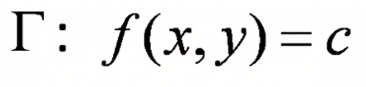 Γ: f(x, y) = c